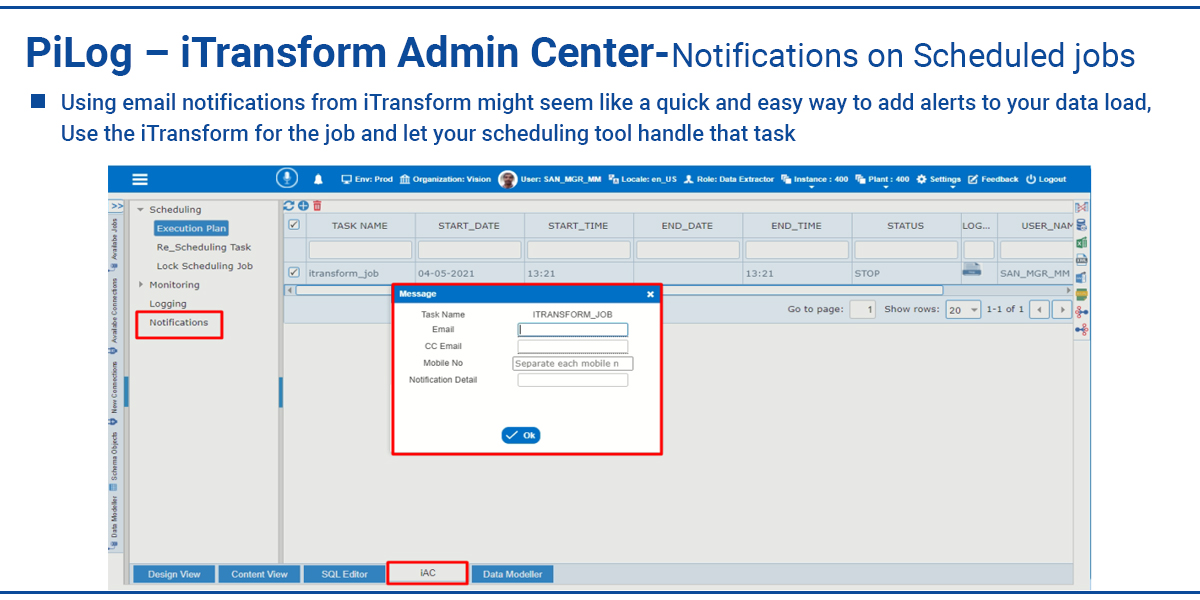 PiLog – iTransform Admin Center-Notifications on Scheduled jobs
Using email notifications from iTransform might seem like a quick and easy way to add alerts to your data load,
Use the iTransform for the job and let your scheduling tool handle that task
Env: Prod Organization: Vision User: SAN_MGR_MM Locale: en_US Role: Data Extractor Instance : 400 Plant : 400 Settings Feedback Logout
>>
Availabe Jobs
Availabe Connections
New Connections
Schema Objects
Data Modeller
Scheduling
Execution Plan
Re_Scheduling Task
Lock Scheduling Job
Monitoring
Logging
Notifications
TASK NAME START_DATE START_TIME END_DATE END_TIME STATUS LOG... USER_NAM
itransform_job 04-05-2021 13:21 13:21 STOP SAN_MGR_MM
Go to page: 1 Show rows: 20 1-1 of 1
Message
Task Name ITRANSFORM_JOB
Email
CC Email
Mobile No Separate each mobile n
Notification Detail
Ok
Design View Content View SQL Editor iAC Data Modeller